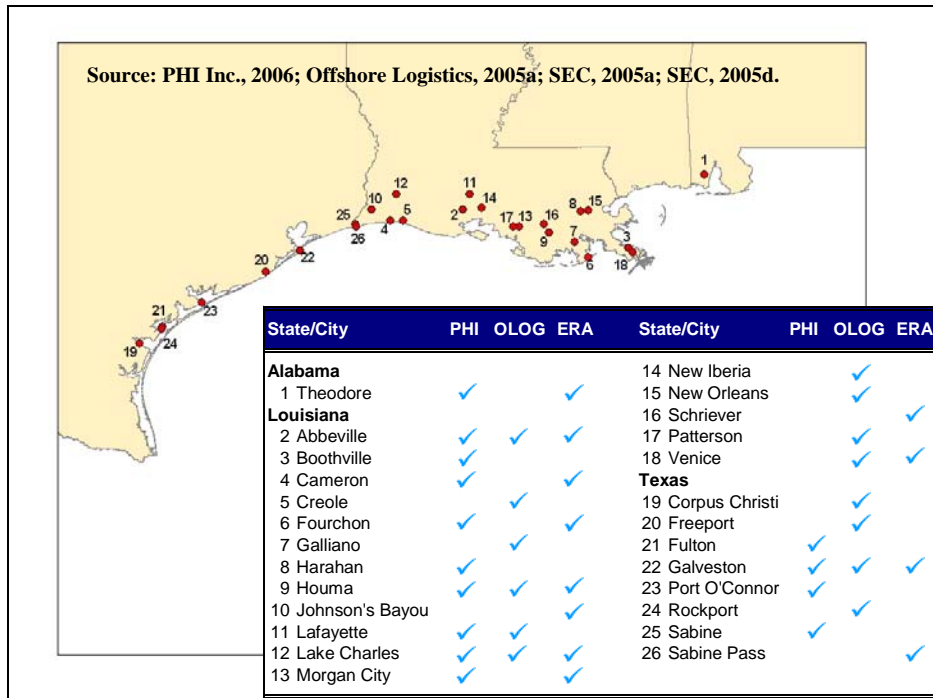 Source: PHI Inc., 2006; Offshore Logistics, 2005a; SEC, 2005a; SEC, 2005d.
1
12
11
10
2
14
8
15
25
4
5
17
13
16
26
9
7
3
22
6
18
20
21
23
19
24
State/City PHI OLOG ERA State/City PHI OLOG ERA
Alabama 14 New Iberia ✓
1 Theodore ✓ ✓ 15 New Orleans ✓
Louisiana 16 Schriever ✓
2 Abbeville ✓ ✓ ✓ 17 Patterson ✓
3 Boothville ✓ 18 Venice ✓ ✓
4 Cameron ✓ ✓ Texas
5 Creole ✓ 19 Corpus Christi ✓
6 Fourchon ✓ ✓ 20 Freeport ✓
7 Galliano ✓ 21 Fulton ✓
8 Harahan ✓ 22 Galveston ✓ ✓ ✓
9 Houma ✓ ✓ ✓ 23 Port O'Connor ✓
10 Johnson's Bayou ✓ 24 Rockport ✓
11 Lafayette ✓ ✓ 25 Sabine ✓
12 Lake Charles ✓ ✓ ✓ 26 Sabine Pass ✓
13 Morgan City ✓ ✓